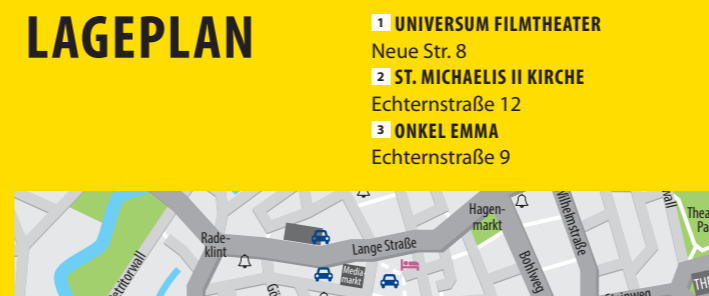 LAGEPLAN
1 UNIVERSUM FILMTHEATER
Neue Str. 8
2 ST. MICHAELIS II KIRCHE
Echternstraße 12
3 ONKEL EMMA
Echternstraße 9
Rade-
klint
Lange Straße
Hagen-
markt
Media
markt
Bohlweg